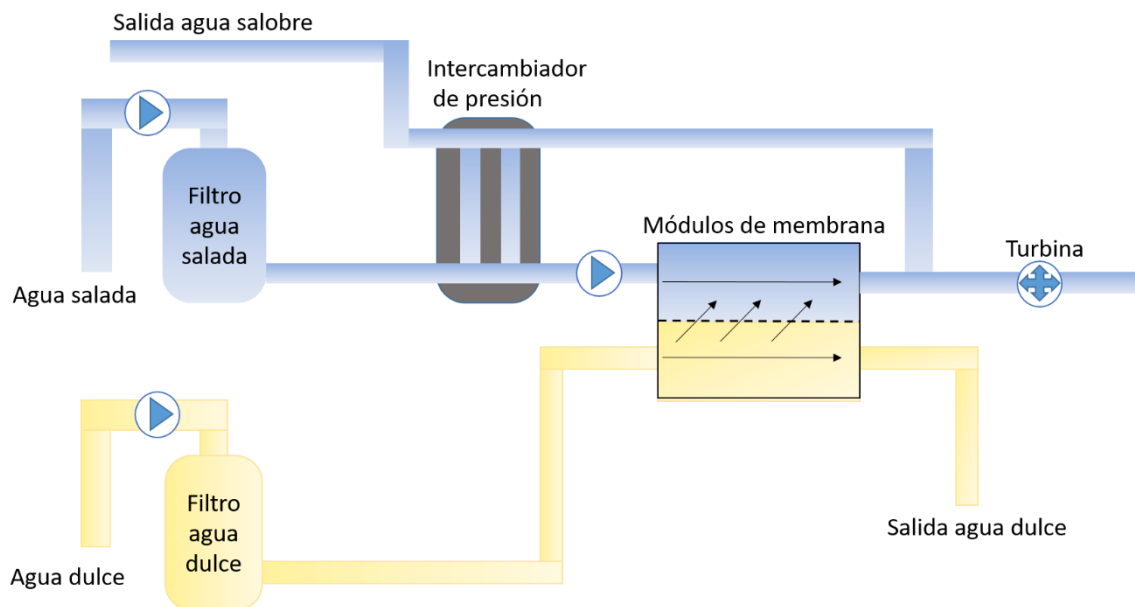 Salida agua salobre
Intercambiador
de presión
Filtro
agua
salada
Módulos de membrana
Turbina
Agua salada
Filtro
agua
dulce
Salida agua dulce
Agua dulce